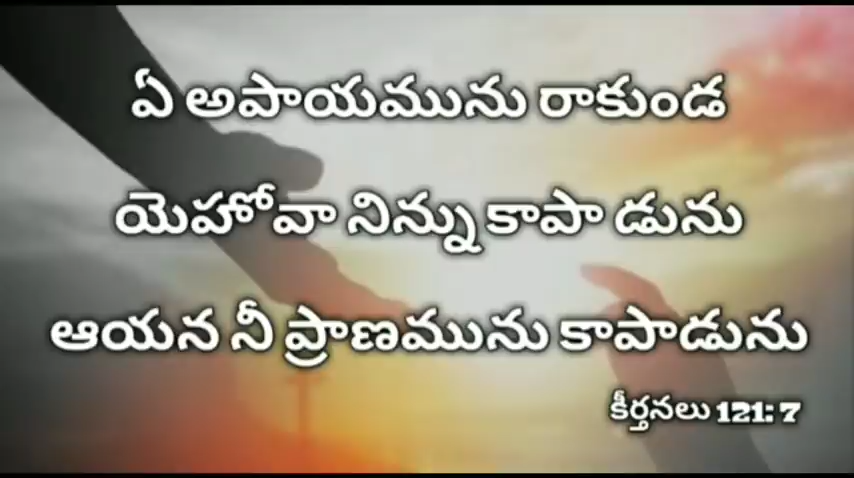 ఏ అపాయమును రాకుండ
యెహోవా నిన్ను కాపా డును
ఆయన నీ ప్రాణమును కాపాడును
కీర్తనలు 121: 7